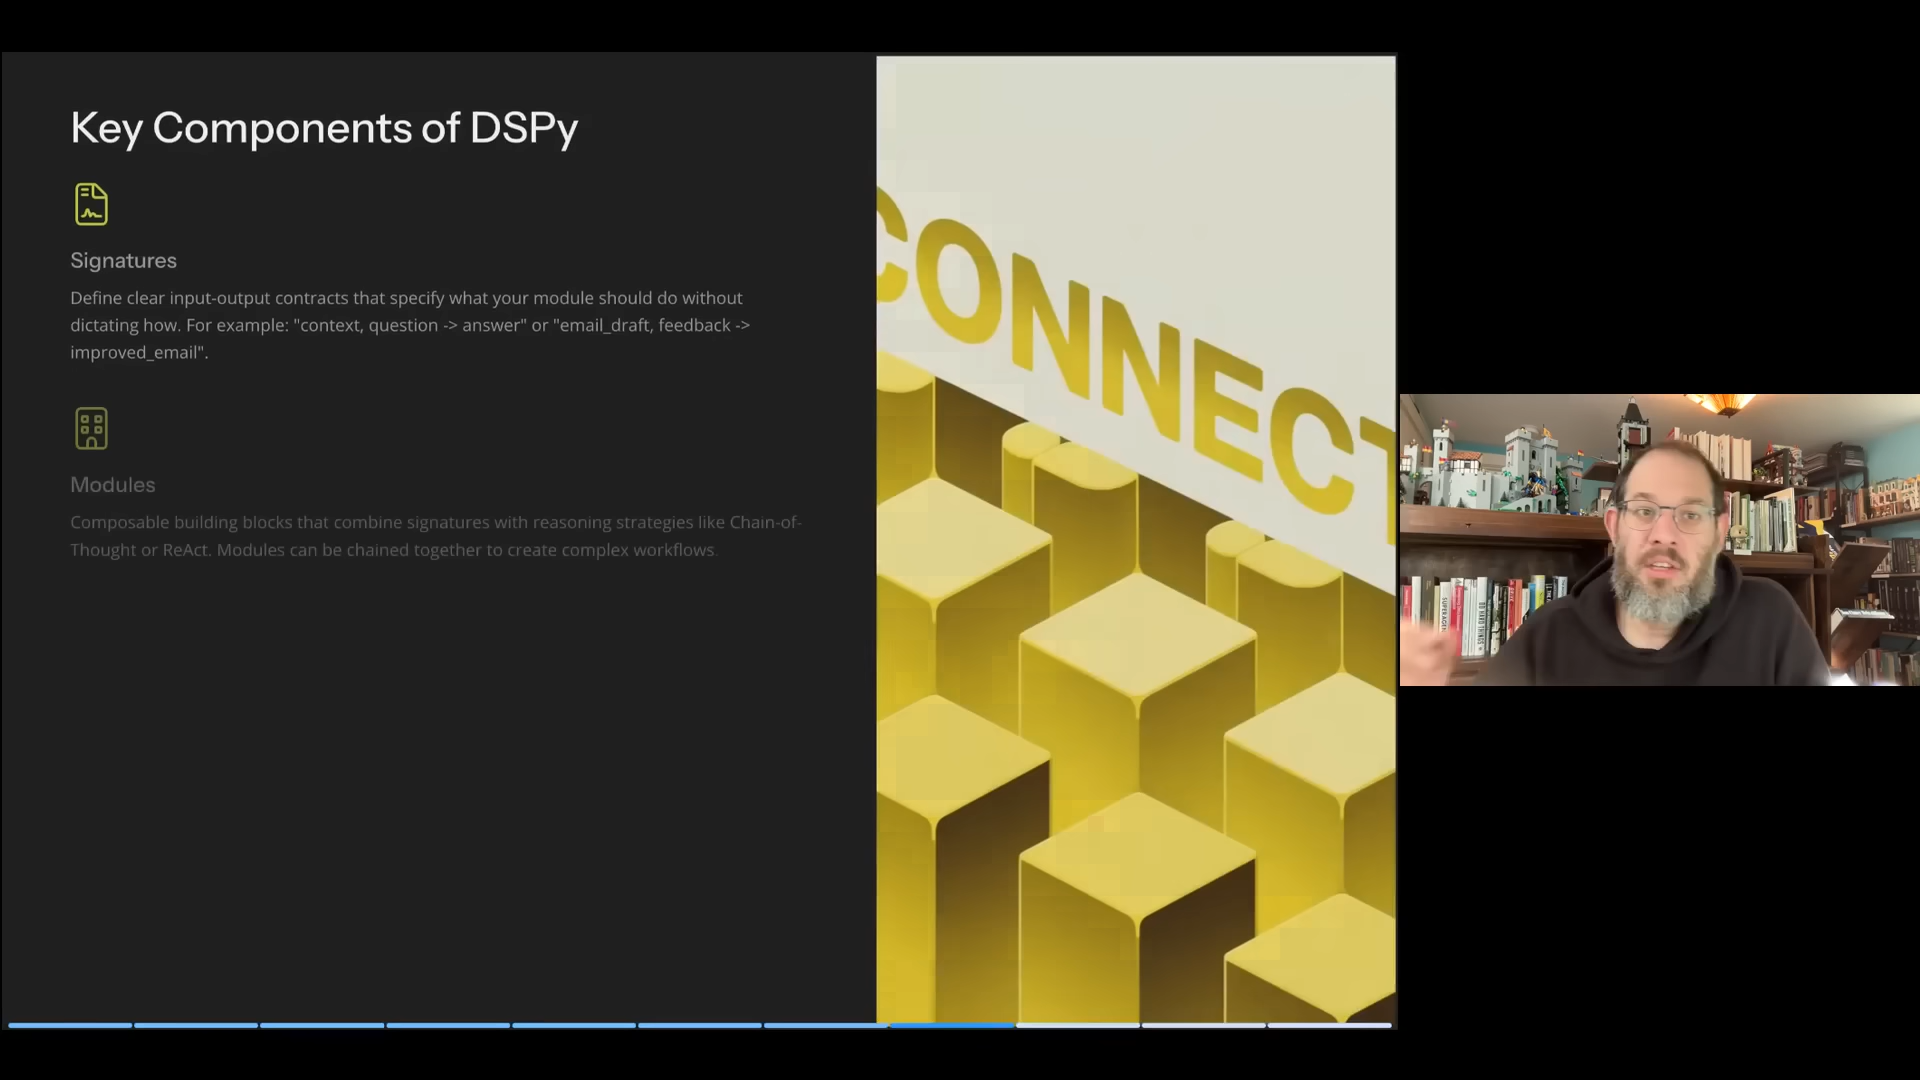 Key Components of DSPy
Signatures
Define clear input-output contracts that specify what your module should do without
dictating how. For example: "context, question -> answer" or "email_draft, feedback ->
improved_email".
Modules
Composable building blocks that combine signatures with reasoning strategies like Chain-of-
Thought or ReAct. Modules can be chained together to create complex workflows.
CONNECT